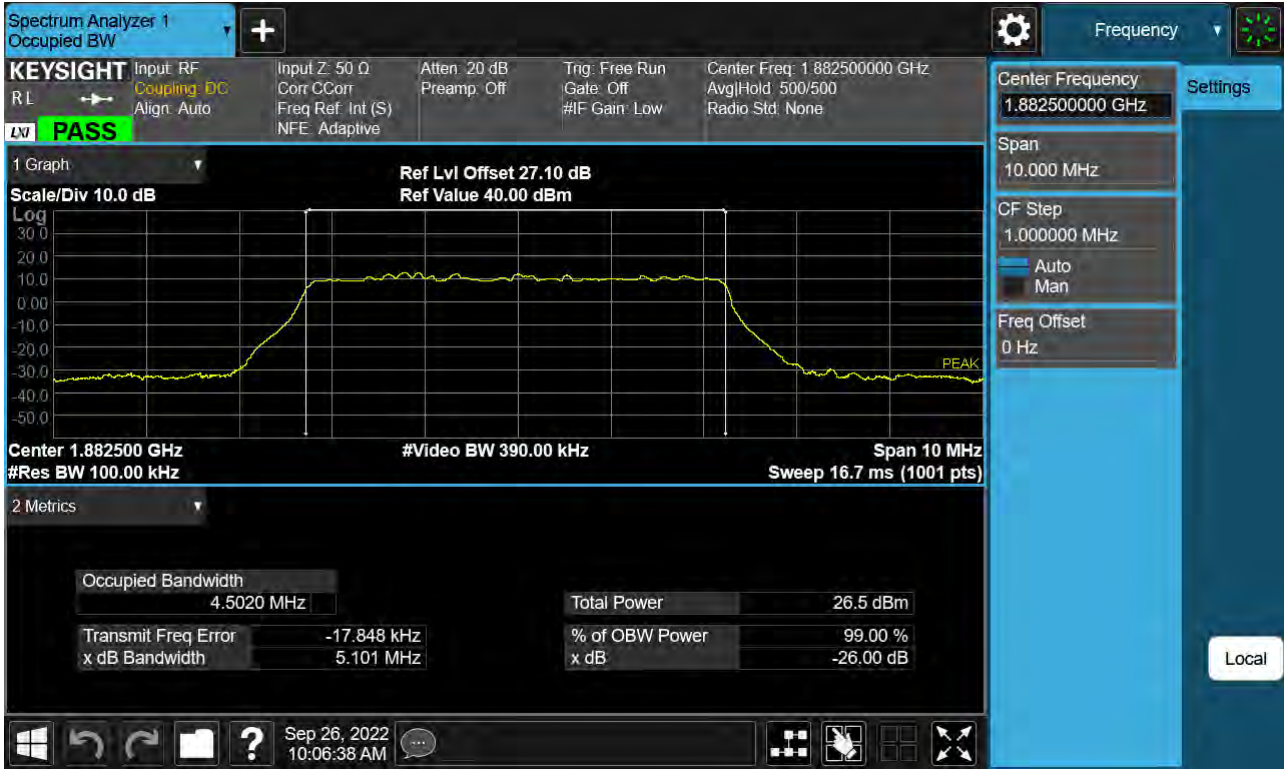 Spectrum Analyzer 1
Occupied BW
Frequency
KEYSIGHT
RL
LXI
PASS
Input: RF
Coupling: DC
Align: Auto
Input Z: 50 Ω
Corr CCorr
Freq Ref: Int (S)
NFE: Adaptive
Atten: 20 dB
Preamp: Off
Trig: Free Run
Gate: Off
#IF Gain: Low
Center Freq: 1.882500000 GHz
Avg|Hold: 500/500
Radio Std: None
Center Frequency
1.882500000 GHz
Settings
Span
10.000 MHz
CF Step
1.000000 MHz
Auto
Man
Freq Offset
0 Hz
Local
1 Graph
Scale/Div 10.0 dB
Ref Lvl Offset 27.10 dB
Ref Value 40.00 dBm
Log
30.0
20.0
10.0
0.00
-10.0
-20.0
-30.0
-40.0
-50.0
PEAK
Center 1.882500 GHz
#Res BW 100.00 kHz
#Video BW 390.00 kHz
Span 10 MHz
Sweep 16.7 ms (1001 pts)
2 Metrics
Occupied Bandwidth
4.5020 MHz
Total Power 26.5 dBm
Transmit Freq Error -17.848 kHz
% of OBW Power 99.00 %
x dB Bandwidth 5.101 MHz
x dB -26.00 dB
Sep 26, 2022
10:06:38 AM